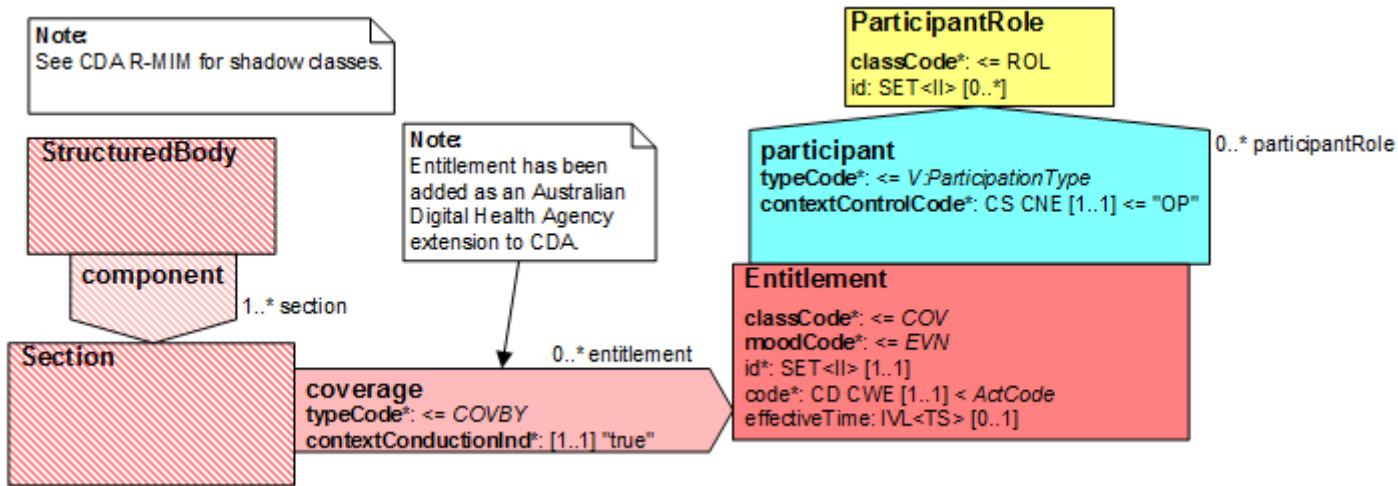 Note:
See CDA R-MIM for shadow classes.
StructuredBody
component
1..* section
Section
Note:
Entitlement has been
added as an Australian
Digital Health Agency
extension to CDA.
0..* entitlement
coverage
typeCode*: <= COVBY
contextConductionInd*: [1..1] "true"
ParticipantRole
classCode*: <= ROL
id: SET<II> [0..*]
0..* participantRole
participant
typeCode*: <= V:ParticipationType
contextControlCode*: CS CNE [1..1] <= "OP"
Entitlement
classCode*: <= COV
moodCode*: <= EVN
id*: SET<II> [1..1]
code*: CD CWE [1..1] < ActCode
effectiveTime: IVL<TS> [0..1]